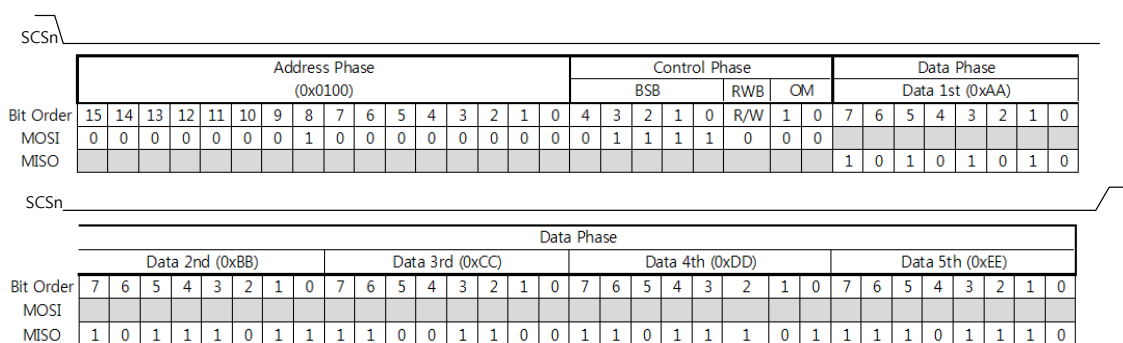 SCSn
Address Phase Control Phase Data Phase
(0x0100) BSB RWB OM Data 1st (0xAA)
Bit Order 15 14 13 12 11 10 9 8 7 6 5 4 3 2 1 0 4 3 2 1 0 R/W 1 0 7 6 5 4 3 2 1 0
MOSI 0 0 0 0 0 0 0 1 0 0 0 0 0 0 0 0 0 1 1 1 1 0 0 0
MISO 1 0 1 0 1 0 1 0
SCSn
Data Phase
Data 2nd (0xBB) Data 3rd (0xCC) Data 4th (0xDD) Data 5th (0xEE)
Bit Order 7 6 5 4 3 2 1 0 7 6 5 4 3 2 1 0 7 6 5 4 3 2 1 0 7 6 5 4 3 2 1 0
MOSI
MISO 1 0 1 1 1 0 1 1 1 1 0 0 1 1 0 0 1 1 0 1 1 1 0 1 1 1 1 0 1 1 1 0